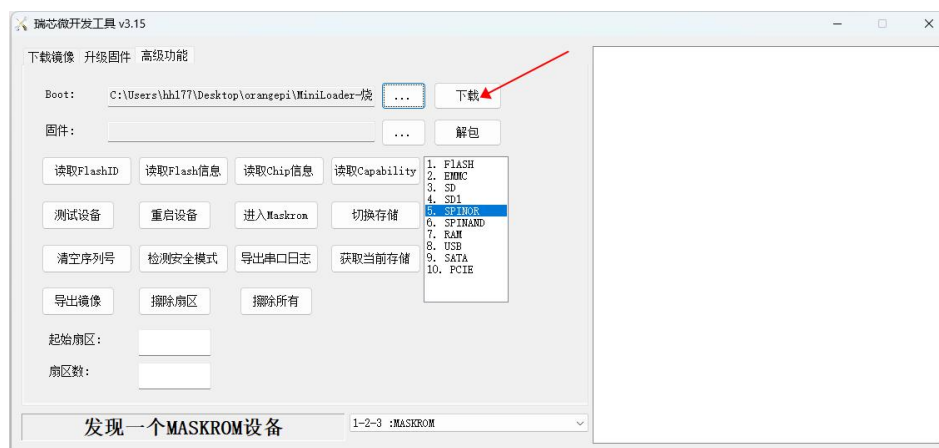 瑞芯微开发工具 v3.15
下载镜像 升级固件 高级功能
Boot: C:\Users\hh177\Desktop\orangepi\MiniLoader-烧 ... 下载
固件: ... 解包
读取FlashID 读取Flash信息 读取Chip信息 读取Capability
测试设备 重启设备 进入Maskrom 切换存储
清空序列号 检测安全模式 导出串口日志 获取当前存储
导出镜像 擦除扇区 擦除所有
1. FlASH
2. EMMC
3. SD
4. SD1
5. SPINOR
6. SPINAND
7. RAM
8. USB
9. SATA
10. PCIE
起始扇区:
扇区数:
发现一个MASKROM设备 1-2-3 :MASKROM